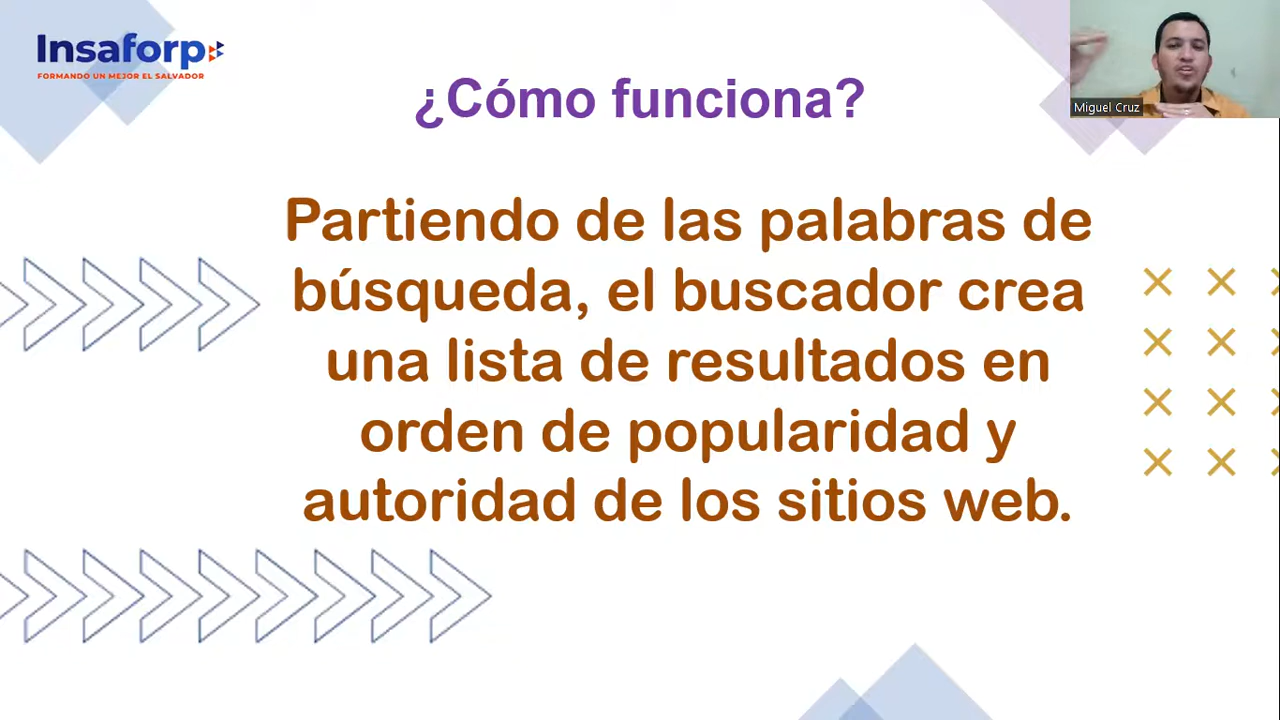 Insaforp
FORMANDO UN MEJOR EL SALVADOR
¿Cómo funciona?
Miguel Cruz
Partiendo de las palabras de
búsqueda, el buscador crea
una lista de resultados en
orden de popularidad y
autoridad de los sitios web.